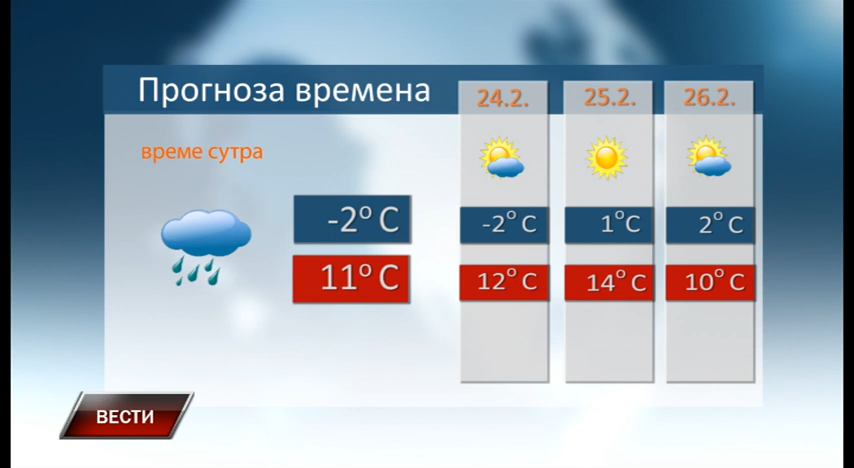 Прогноза времена
време сутра
-2° C
11° C
24.2.
-2° C
12° C
25.2.
1°C
14° C
26.2.
2° C
10° C
ВЕСТИ